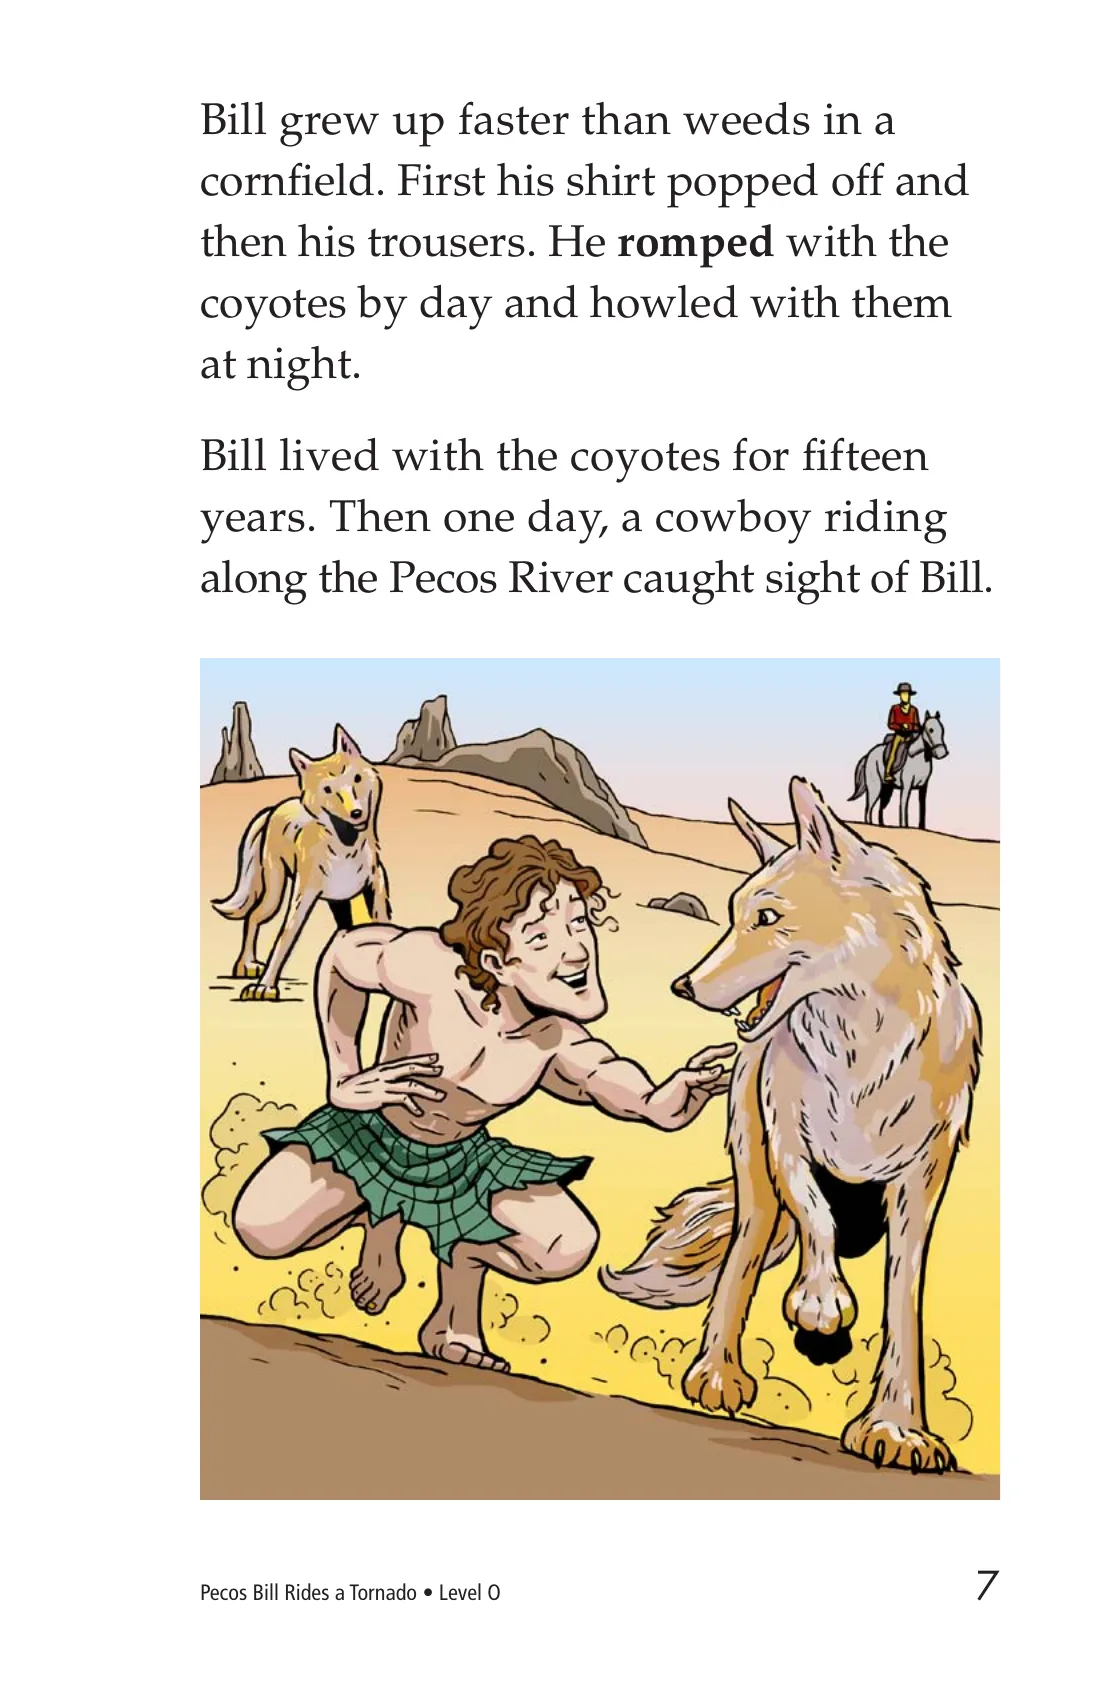 Bill grew up faster than weeds in a
cornfield. First his shirt popped off and
then his trousers. He romped with the
coyotes by day and howled with them
at night.
Bill lived with the coyotes for fifteen
years. Then one day, a cowboy riding
along the Pecos River caught sight of Bill.
Pecos Bill Rides a Tornado • Level O
7